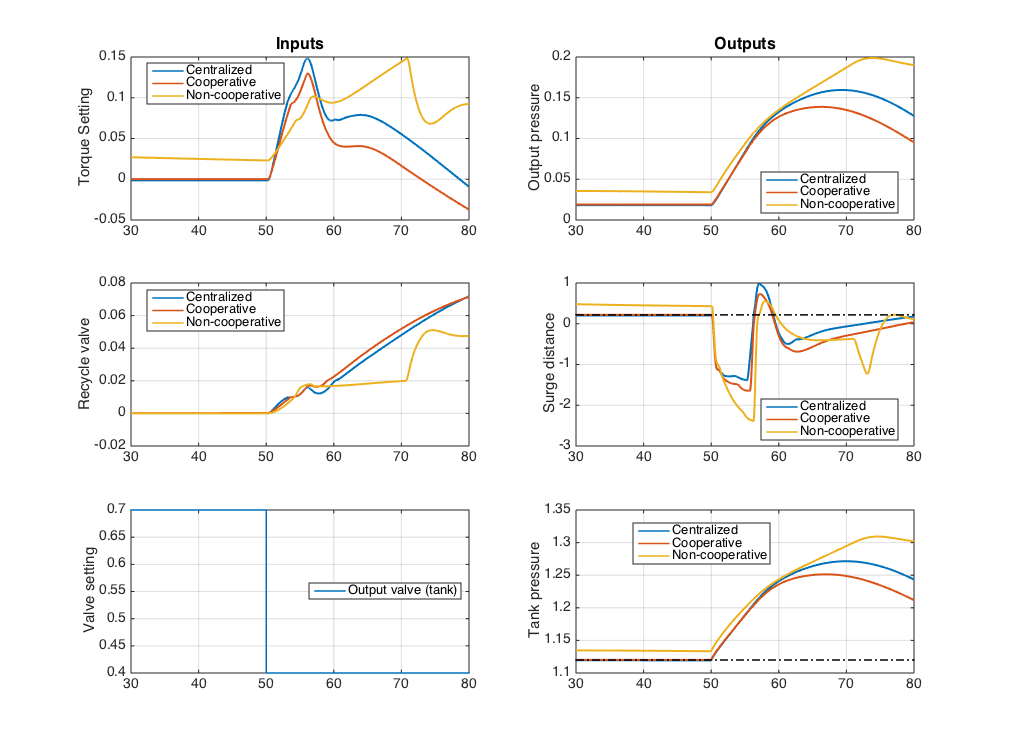 Inputs
Torque Setting
0.15
0.1
0.05
0
-0.05
30 40 50 60 70 80
Centralized
Cooperative
Non-cooperative
Outputs
Output pressure
0.2
0.15
0.1
0.05
0
30 40 50 60 70 80
Centralized
Cooperative
Non-cooperative
Recycle valve
0.08
0.06
0.04
0.02
0
-0.02
30 40 50 60 70 80
Centralized
Cooperative
Non-cooperative
Surge distance
1
0
-1
-2
-3
30 40 50 60 70 80
Centralized
Cooperative
Non-cooperative
Valve setting
0.7
0.65
0.6
0.55
0.5
0.45
0.4
30 40 50 60 70 80
Output valve (tank)
Tank pressure
1.35
1.3
1.25
1.2
1.15
1.1
30 40 50 60 70 80
Centralized
Cooperative
Non-cooperative